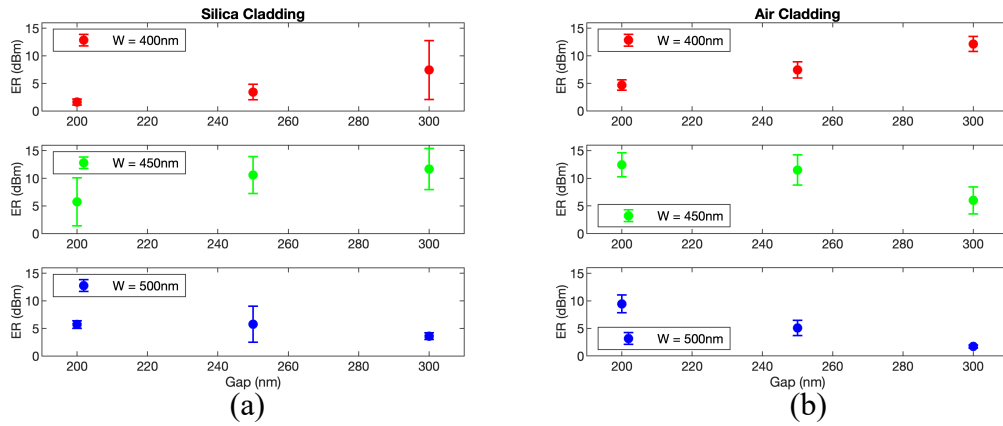 Silica Cladding
W = 400nm
ER (dBm)
15
10
5
0
200 220 240 260 280 300
W = 450nm
ER (dBm)
15
10
5
0
200 220 240 260 280 300
W = 500nm
ER (dBm)
15
10
5
0
200 220 240 260 280 300
Gap (nm)
(a)
Air Cladding
W = 400nm
ER (dBm)
15
10
5
0
200 220 240 260 280 300
ER (dBm)
15
10
5
0
W = 450nm
200 220 240 260 280 300
ER (dBm)
15
10
5
0
W = 500nm
200 220 240 260 280 300
Gap (nm)
(b)